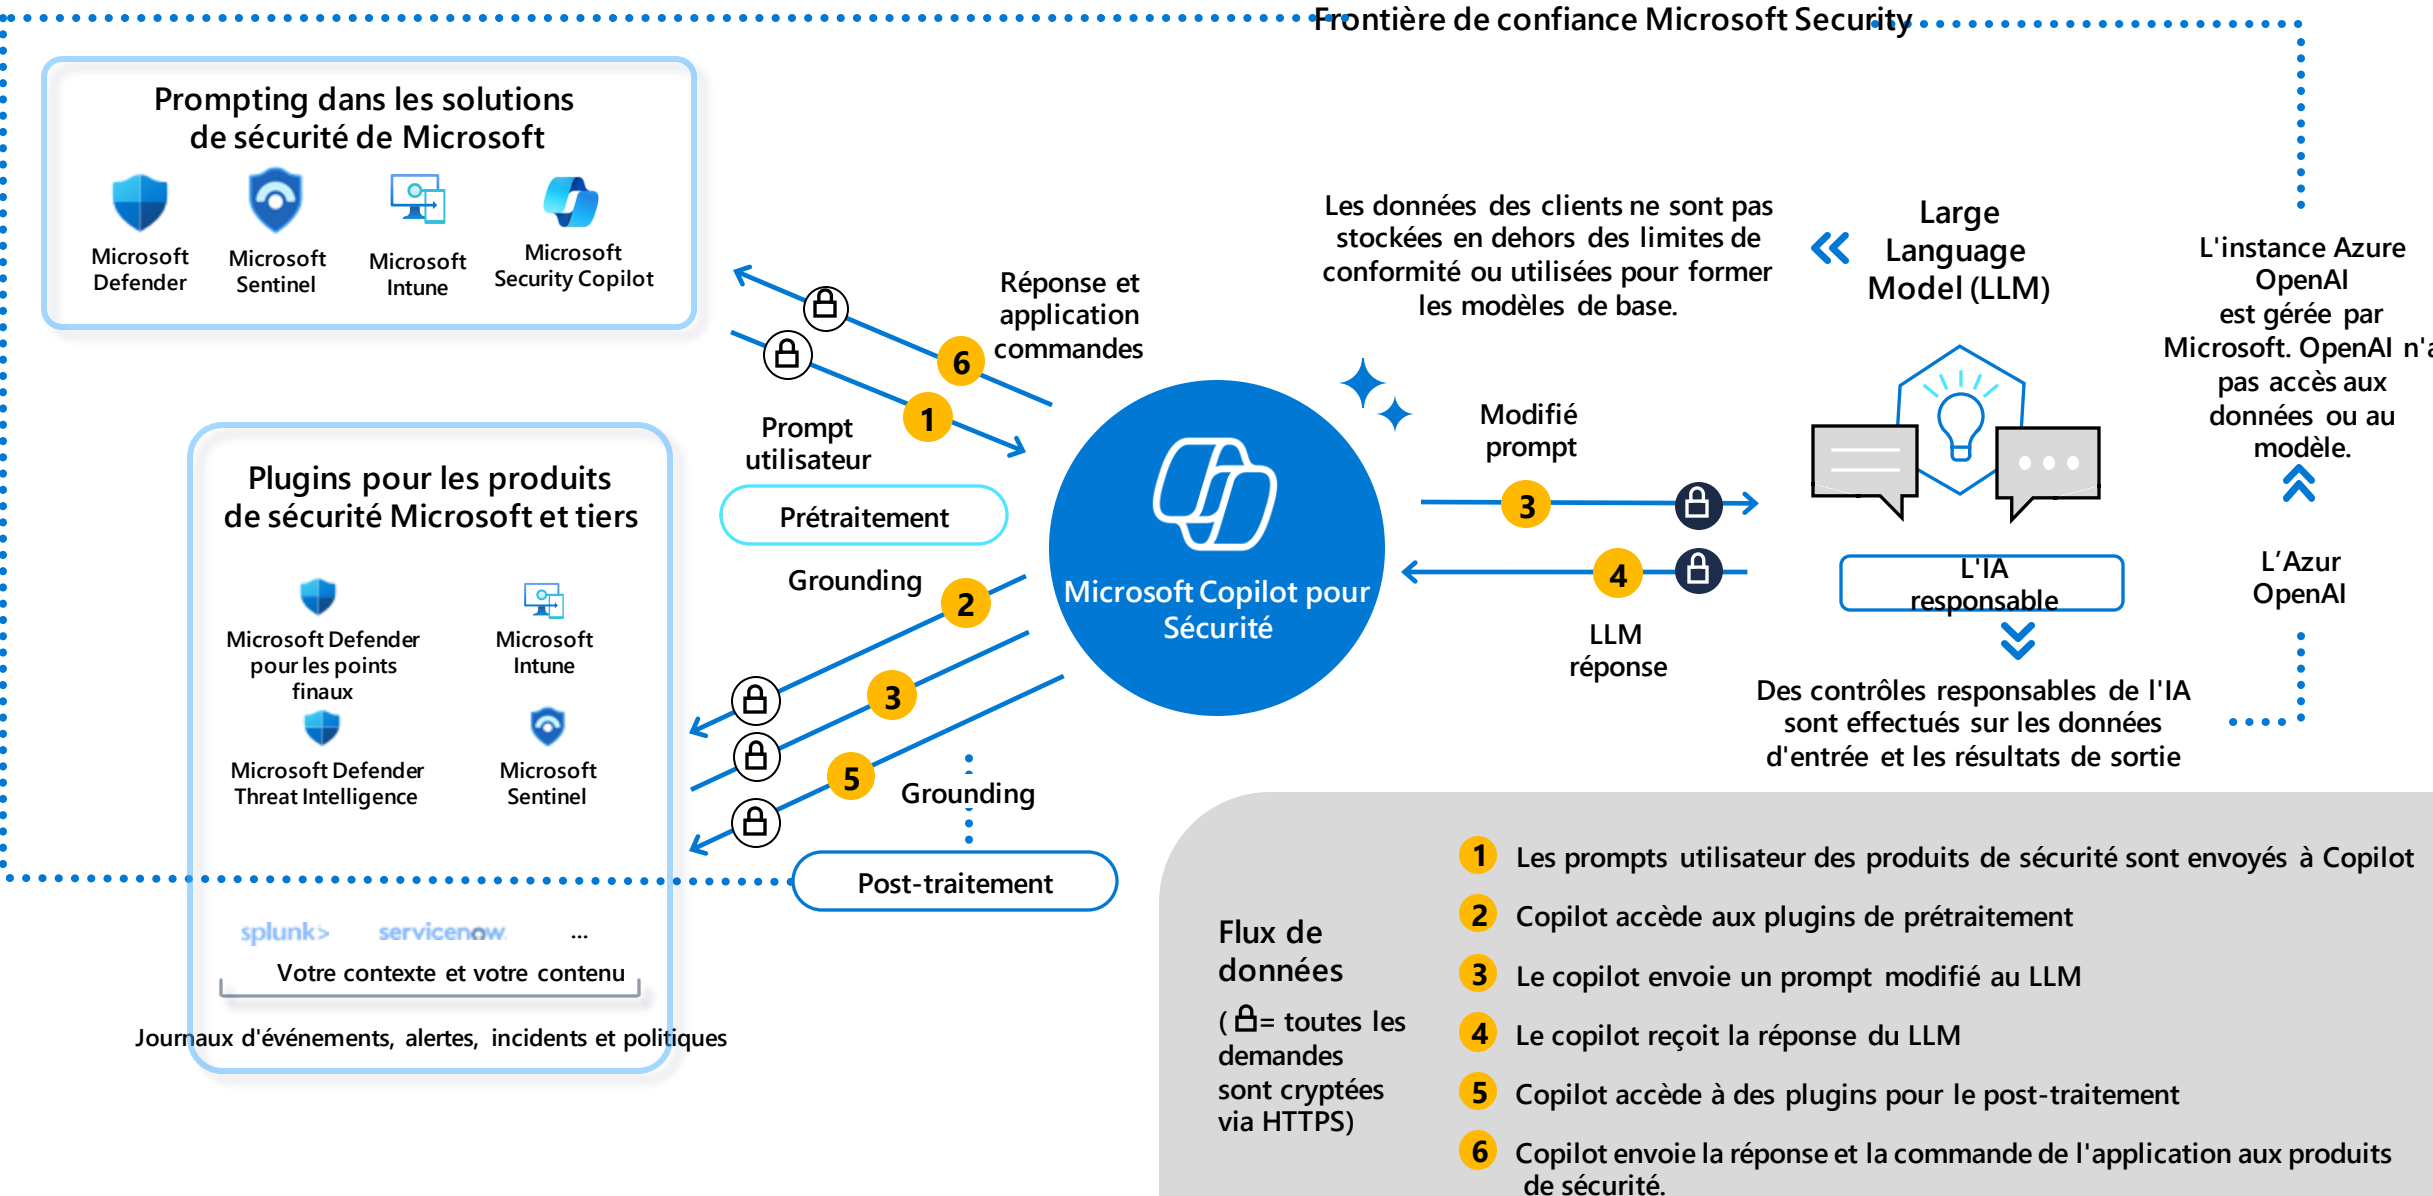 Frontière de confiance Microsoft Security
Prompting dans les solutions
de sécurité de Microsoft
Microsoft
Defender
Microsoft
Sentinel
Microsoft
Intune
Microsoft
Security Copilot
Réponse et
application
commandes
6
1
Prompt
utilisateur
Prétraitement
Grounding
2
3
5
Grounding
Post-traitement
Plugins pour les produits
de sécurité Microsoft et tiers
Microsoft Defender
pour les points
finaux
Microsoft
Intune
Microsoft Defender
Threat Intelligence
Microsoft
Sentinel
splunk>
servicenow.
...
Votre contexte et votre contenu
Journaux d'événements, alertes, incidents et politiques
Microsoft Copilot pour
Sécurité
Les données des clients ne sont pas
stockées en dehors des limites de
conformité ou utilisées pour former
les modèles de base.
Large
Language
Model (LLM)
Modifié
prompt
3
4
LLM
réponse
L'IA
responsable
Des contrôles responsables de l'IA
sont effectués sur les données
d'entrée et les résultats de sortie
L'instance Azure
OpenAI
est gérée par
Microsoft. OpenAI n'a
pas accès aux
données ou au
modèle.
L’Azur
OpenAI
Flux de
données
( = toutes les
demandes
sont cryptées
via HTTPS)
1 Les prompts utilisateur des produits de sécurité sont envoyés à Copilot
2 Copilot accède aux plugins de prétraitement
3 Le copilot envoie un prompt modifié au LLM
4 Le copilot reçoit la réponse du LLM
5 Copilot accède à des plugins pour le post-traitement
6 Copilot envoie la réponse et la commande de l'application aux produits
de sécurité.